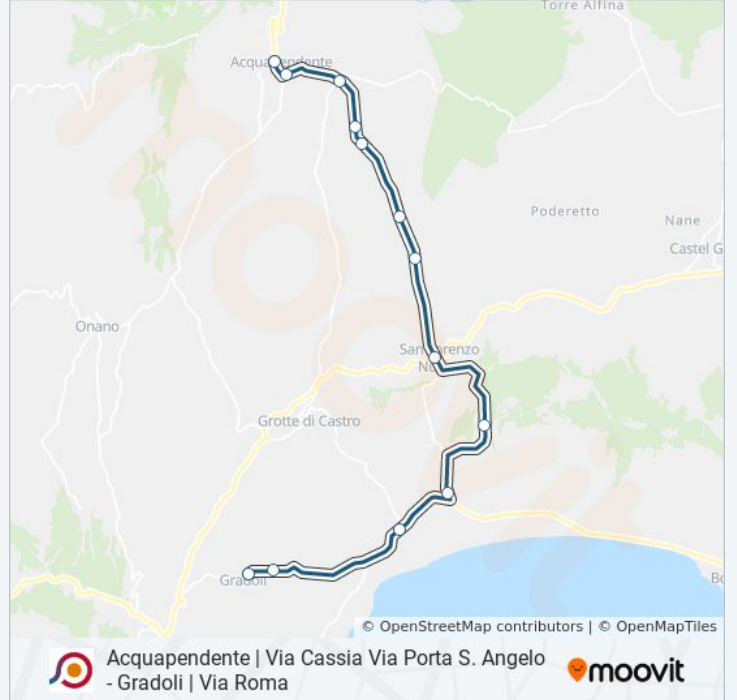 Torre Alfina
Acquapendente
Poderetto
Nane
Castel G
Onano
San Lorenzo
Nu
Grotte di Castro
Gradoli
Bo
© OpenStreetMap contributors | © OpenMapTiles
Acquapendente | Via Cassia Via Porta S. Angelo
- Gradoli | Via Roma
moovit